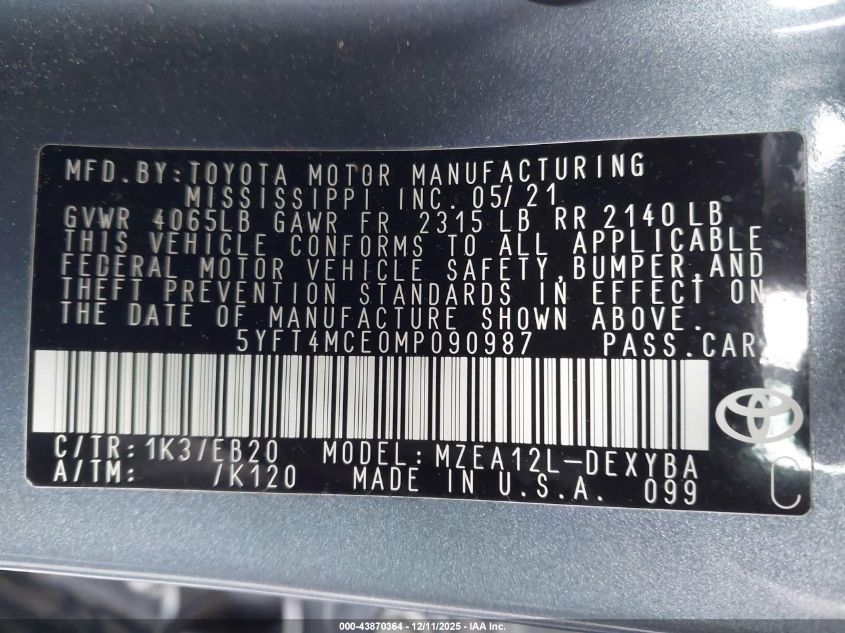 MFD.BY:TOYOTA MOTOR MANUFACTURING
MISSISSIPPI INC. 05/21
GVWR 4065LB GAWR FR 2315 LB RR 2140 LB
THIS VEHICLE CONFORMS TO ALL APPLICABLE
FEDERAL MOTOR VEHICLE SAFETY,BUMPER,AND
THEFT PREVENTION STANDARDS IN EFFECT ON
THE DATE OF MANUFACTURE SHOWN ABOVE.
5YFT4MCE0MP090987 PASS.CAR
C/TR:1K3/EB20 MODEL:MZEA12L-DEXYBA
A/TM: /K120 MADE IN U.S.A. 099
C
000-43870364 - 12/11/2025 - www.iaai.com